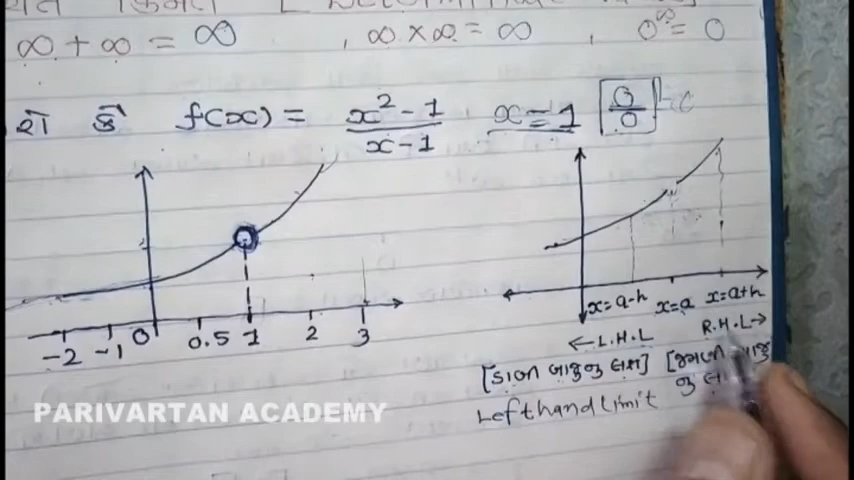 ∞ + ∞ = ∞ , ∞ × ∞ = ∞ , 0^∞ = 0
f(x) = (x² - 1)/(x - 1) x = 1 [0/0]
-2 -1 0 0.5 1 2 3
x=a-h x=a x=a+h
←L.H.L R.H.L→
[ડાબી બાજુનુ લક્ષ]
Left hand limit
PARIVARTAN ACADEMY